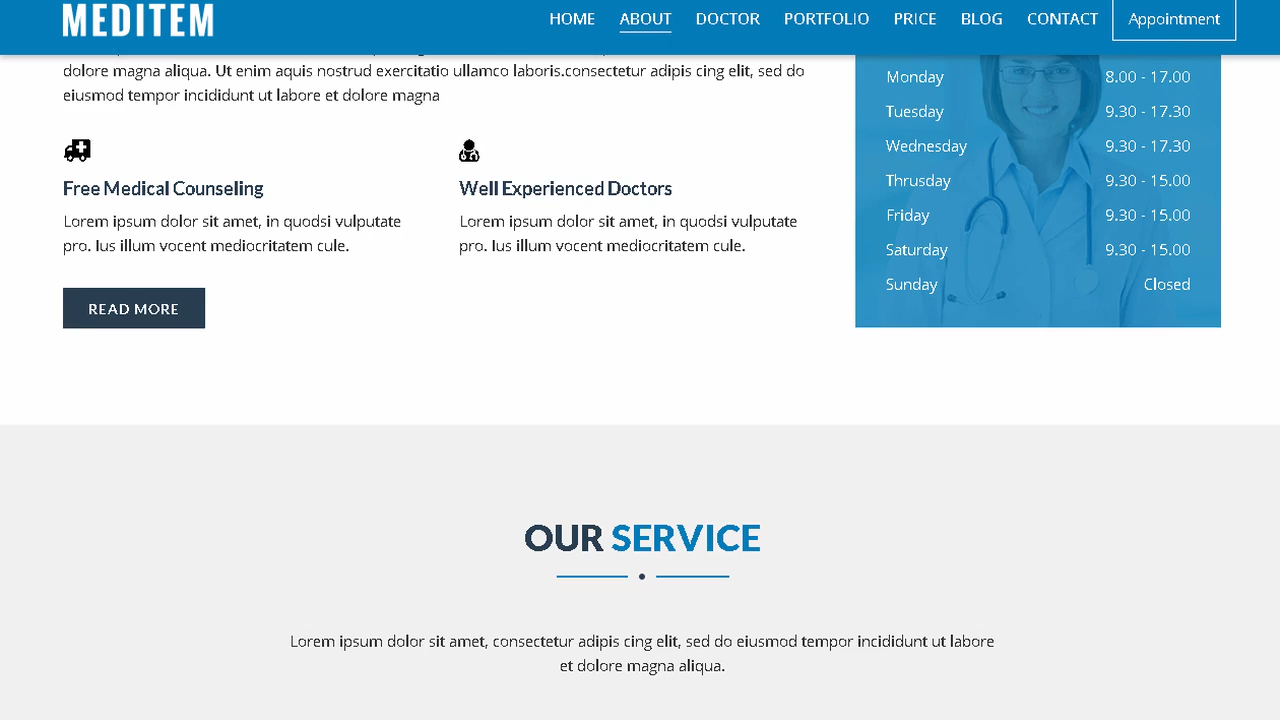 MEDITEM
HOME ABOUT DOCTOR PORTFOLIO PRICE BLOG CONTACT Appointment
dolore magna aliqua. Ut enim aquis nostrud exercitatio ullamco laboris.consectetur adipis cing elit, sed do
eiusmod tempor incididunt ut labore et dolore magna
Free Medical Counseling
Lorem ipsum dolor sit amet, in quodsi vulputate
pro. Ius illum vocent mediocritatem cule.
Well Experienced Doctors
Lorem ipsum dolor sit amet, in quodsi vulputate
pro. Ius illum vocent mediocritatem cule.
READ MORE
Monday 8.00 - 17.00
Tuesday 9.30 - 17.30
Wednesday 9.30 - 17.30
Thrusday 9.30 - 15.00
Friday 9.30 - 15.00
Saturday 9.30 - 15.00
Sunday Closed
OUR SERVICE
Lorem ipsum dolor sit amet, consectetur adipis cing elit, sed do eiusmod tempor incididunt ut labore
et dolore magna aliqua.